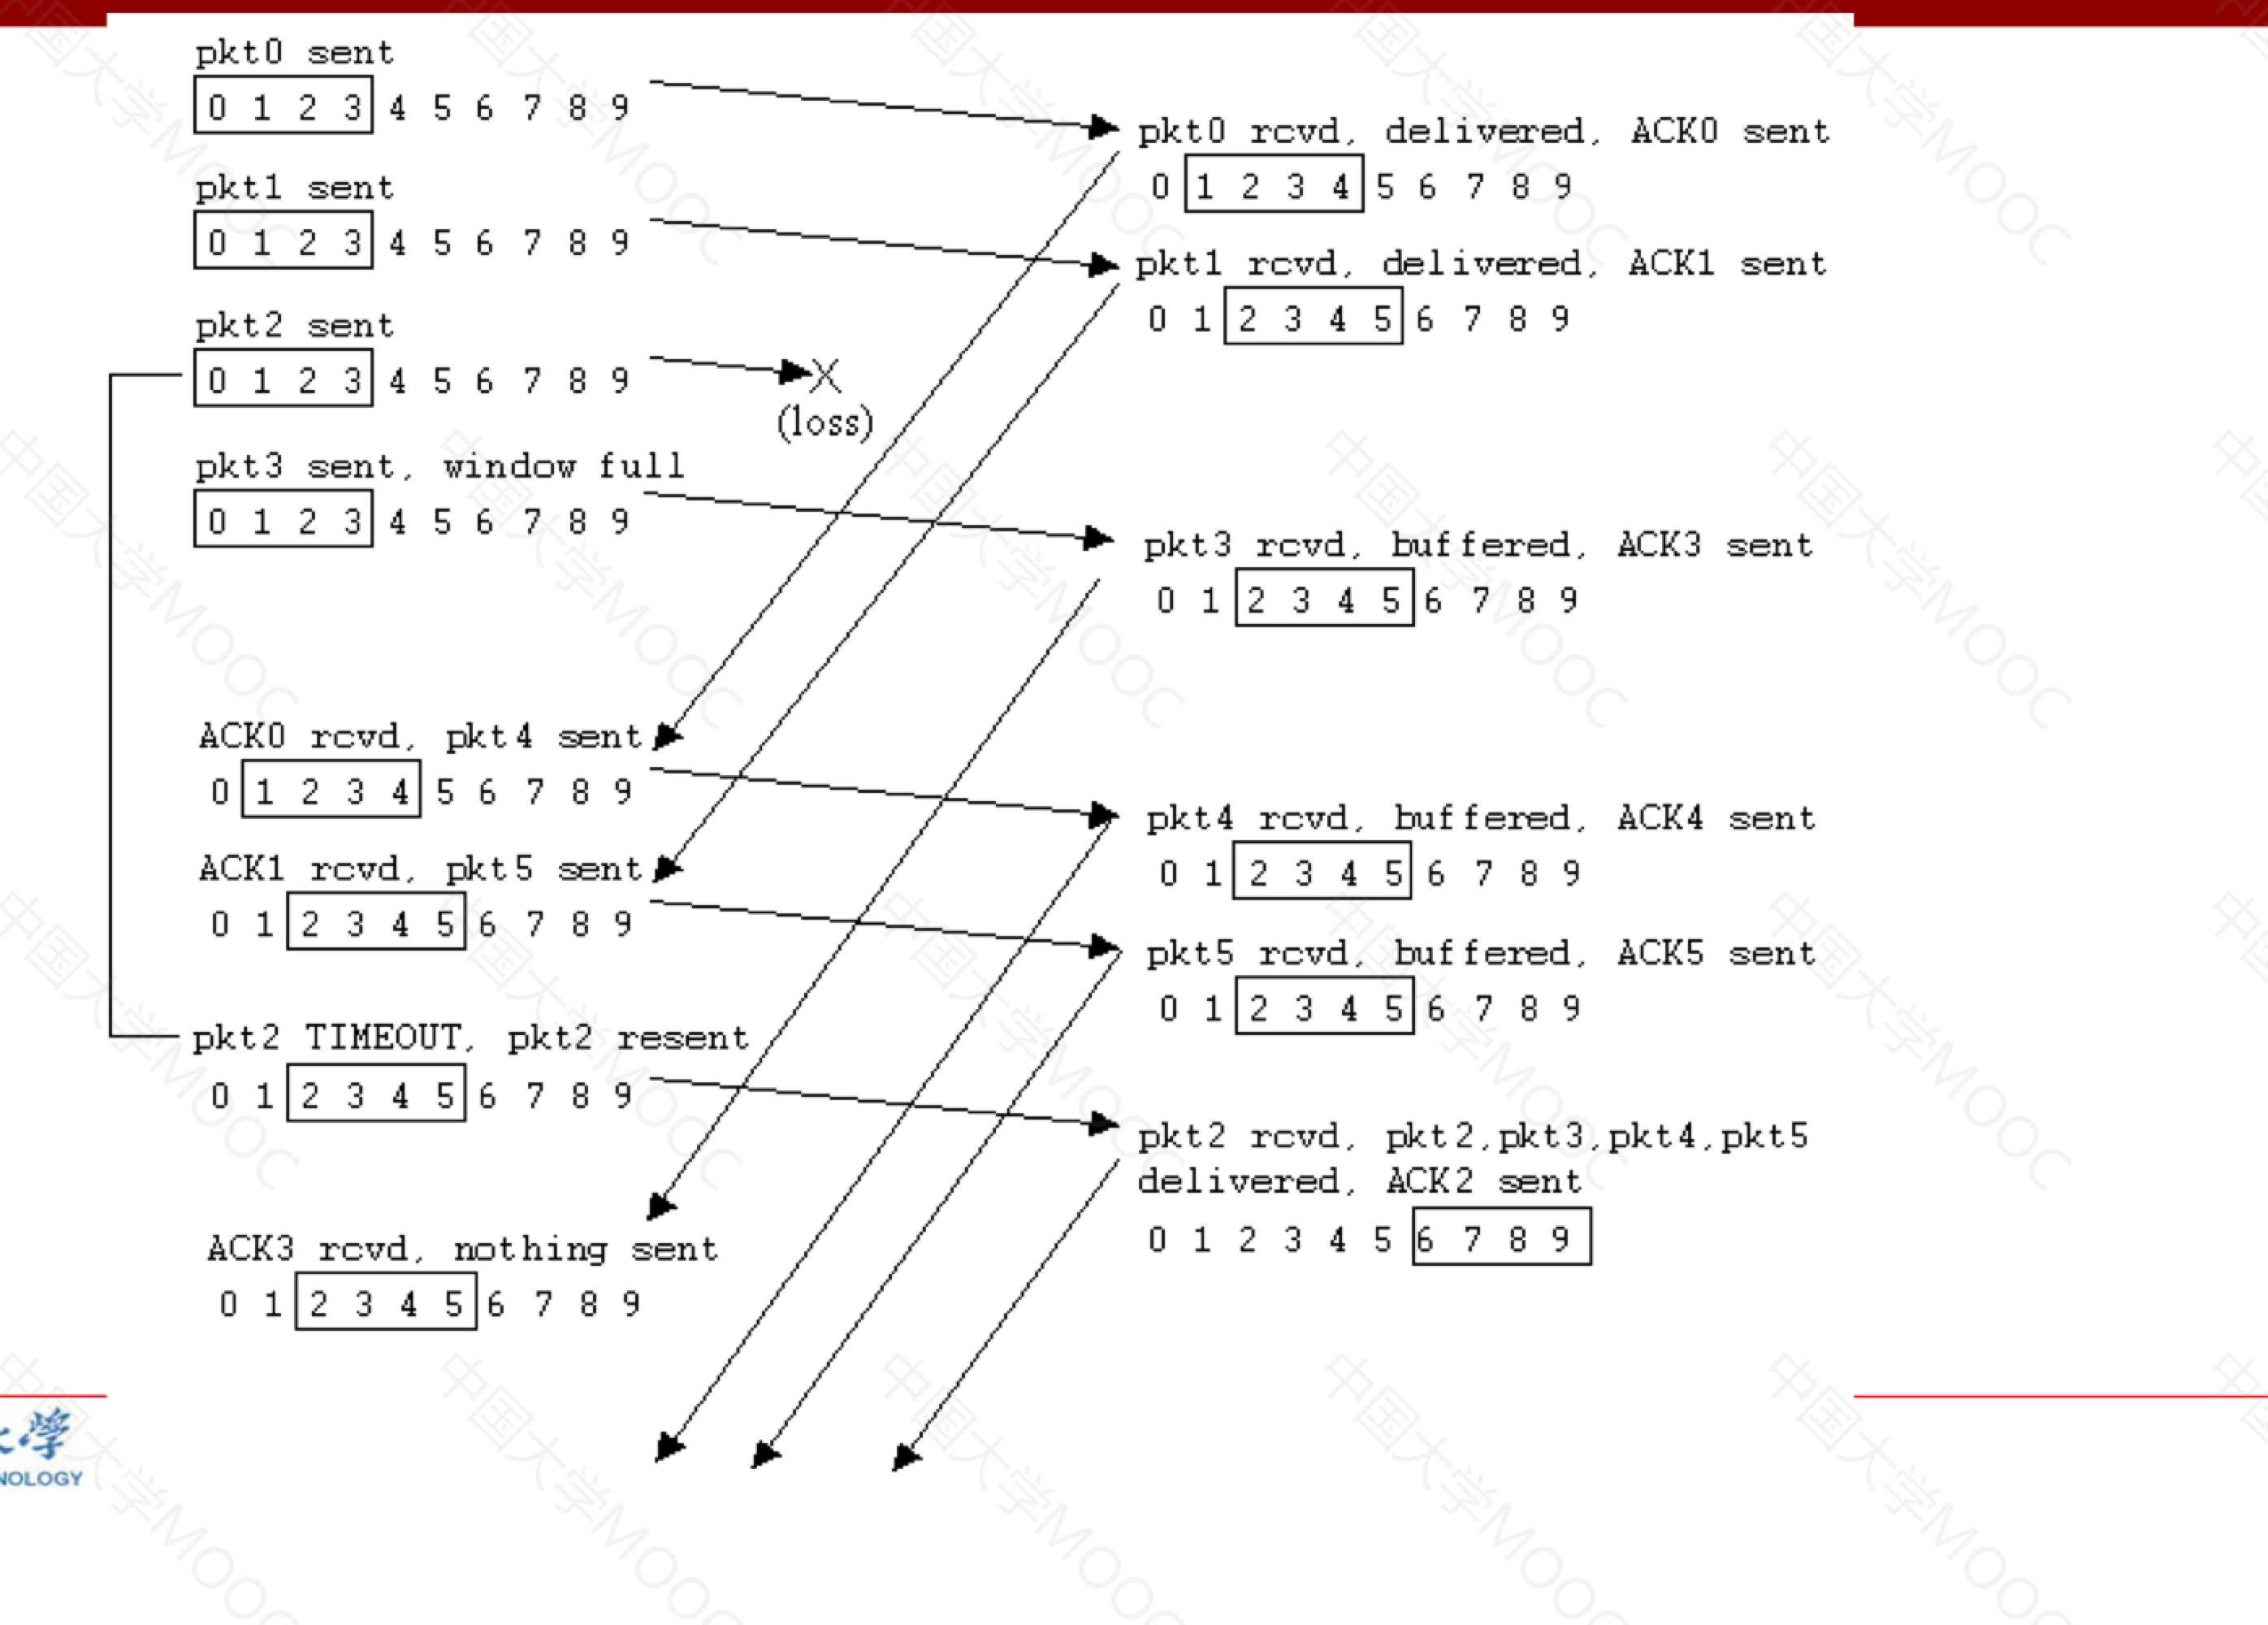 pkt0 sent
0 1 2 3 4 5 6 7 8 9
pkt0 rcvd, delivered, ACK0 sent
0 1 2 3 4 5 6 7 8 9
pkt1 sent
0 1 2 3 4 5 6 7 8 9
pkt1 rcvd, delivered, ACK1 sent
0 1 2 3 4 5 6 7 8 9
pkt2 sent
0 1 2 3 4 5 6 7 8 9
X
(loss)
pkt3 sent, window full
0 1 2 3 4 5 6 7 8 9
pkt3 rcvd, buffered, ACK3 sent
0 1 2 3 4 5 6 7 8 9
ACK0 rcvd, pkt4 sent
0 1 2 3 4 5 6 7 8 9
pkt4 rcvd, buffered, ACK4 sent
0 1 2 3 4 5 6 7 8 9
ACK1 rcvd, pkt5 sent
0 1 2 3 4 5 6 7 8 9
pkt5 rcvd, buffered, ACK5 sent
0 1 2 3 4 5 6 7 8 9
pkt2 TIMEOUT, pkt2 resent
0 1 2 3 4 5 6 7 8 9
pkt2 rcvd, pkt2,pkt3,pkt4,pkt5
delivered, ACK2 sent
0 1 2 3 4 5 6 7 8 9
ACK3 rcvd, nothing sent
0 1 2 3 4 5 6 7 8 9
學
NOLOGY
中国大学MOOC